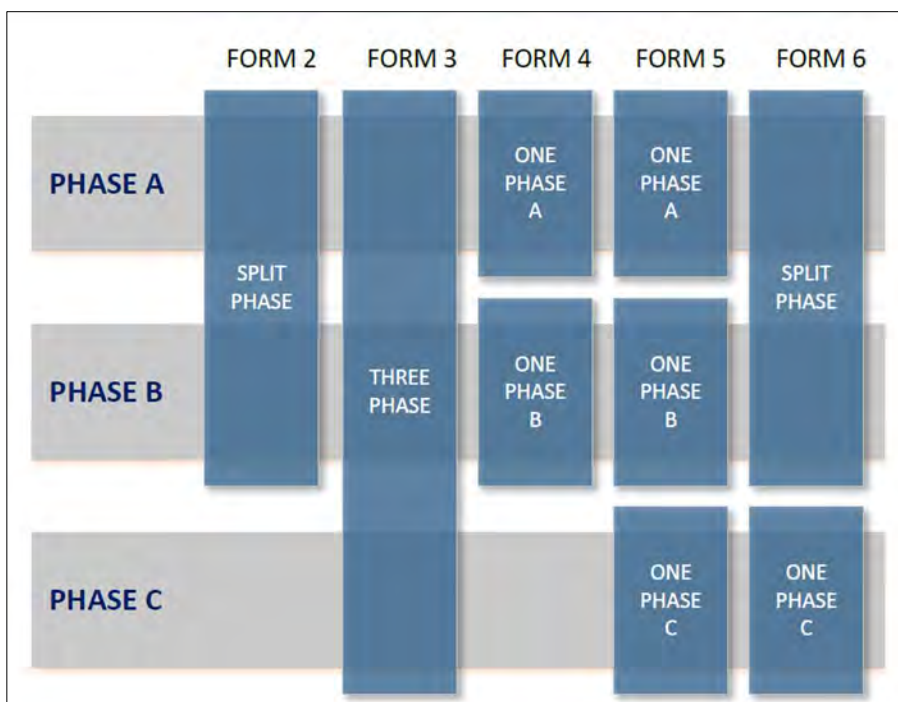 FORM 2 FORM 3 FORM 4 FORM 5 FORM 6
PHASE A
ONE
PHASE
A
ONE
PHASE
A
SPLIT
PHASE
SPLIT
PHASE
PHASE B
THREE
PHASE
ONE
PHASE
B
ONE
PHASE
B
PHASE C
ONE
PHASE
C
ONE
PHASE
C